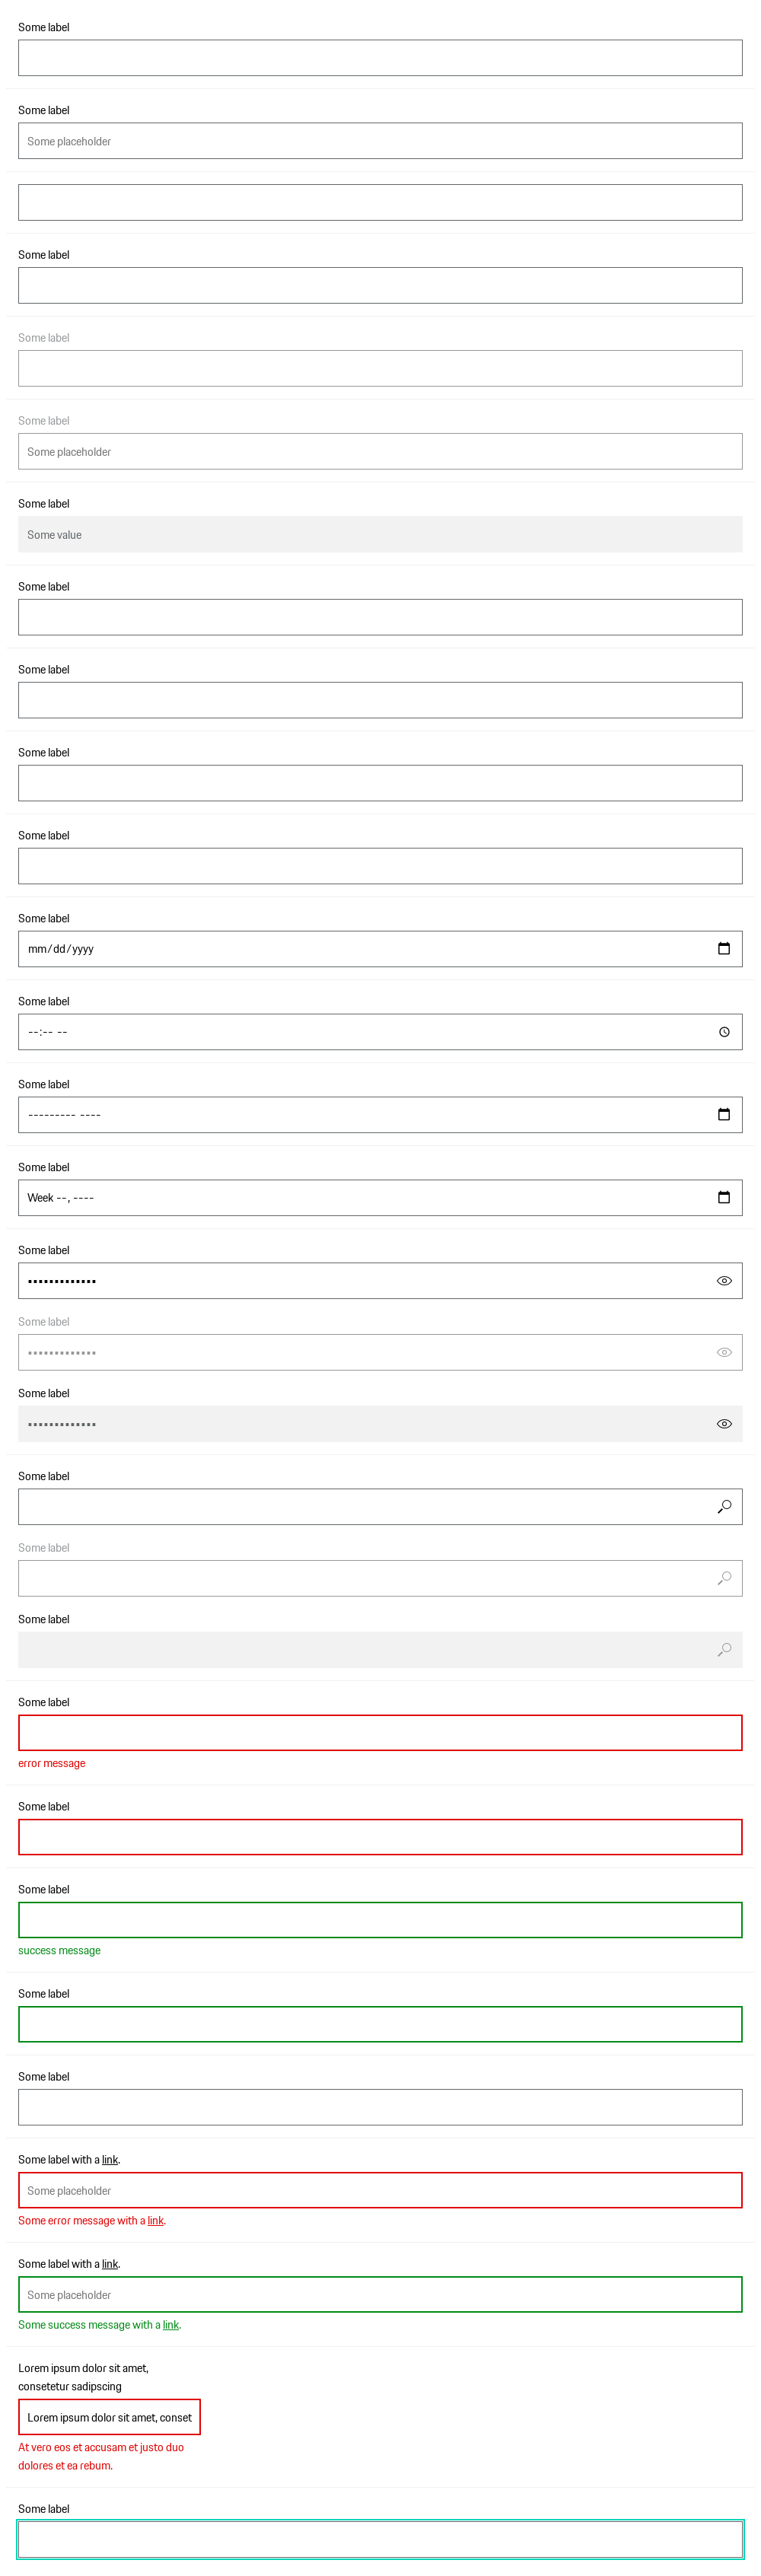 Some label
Some label
Some placeholder
Some label
Some label
Some label
Some placeholder
Some label
Some value
Some label
Some label
Some label
Some label
Some label
mm/dd/yyyy
Some label
--:-- --
Some label
--------- ----
Some label
Week --, ----
Some label
•••••••••••••
Some label
•••••••••••••
Some label
•••••••••••••
Some label
Some label
Some label
Some label
error message
Some label
Some label
success message
Some label
Some label
Some label with a link.
Some placeholder
Some error message with a link.
Some label with a link.
Some placeholder
Some success message with a link.
Lorem ipsum dolor sit amet,
consetetur sadipscing
Lorem ipsum dolor sit amet, conset
At vero eos et accusam et justo duo
dolores et ea rebum.
Some label